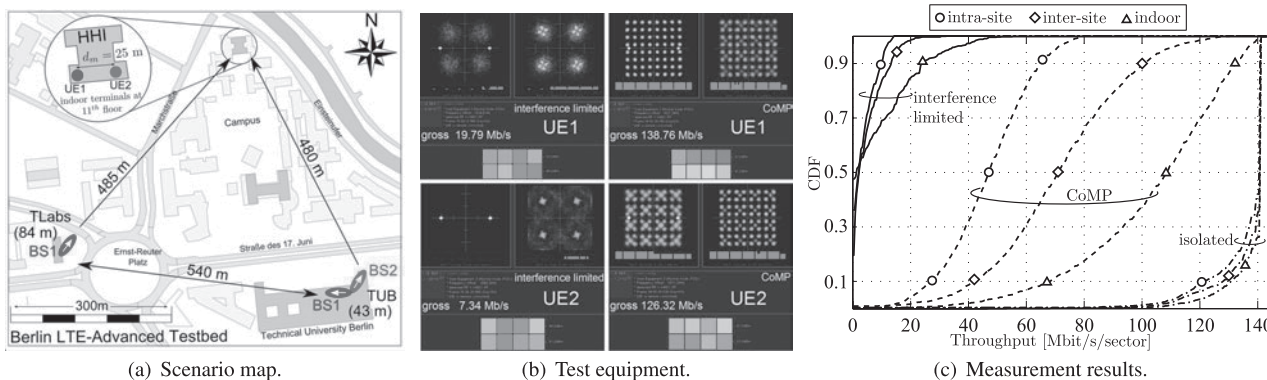 N
HHI
d_m = 25 m
UE1 UE2
indoor terminals at
11th floor
Marchstraße
Einsteinufer
Campus
485 m
480 m
TLabs
(84 m)
BS1
Ernst-Reuter
Platz
Straße des 17. Juni
540 m
BS2
BS1
TUB
(43 m)
300m
Technical University Berlin
Berlin LTE-Advanced Testbed
(a) Scenario map.
interference limited
UE1
gross 19.79 Mb/s
CoMP
UE1
gross 138.76 Mb/s
interference limited
UE2
gross 7.34 Mb/s
CoMP
UE2
gross 126.32 Mb/s
(b) Test equipment.
intra-site inter-site indoor
CDF
0.9
0.7
0.5
0.3
0.1
interference
limited
CoMP
isolated
0 20 40 60 80 100 120 140
Throughput [Mbit/s/sector]
(c) Measurement results.